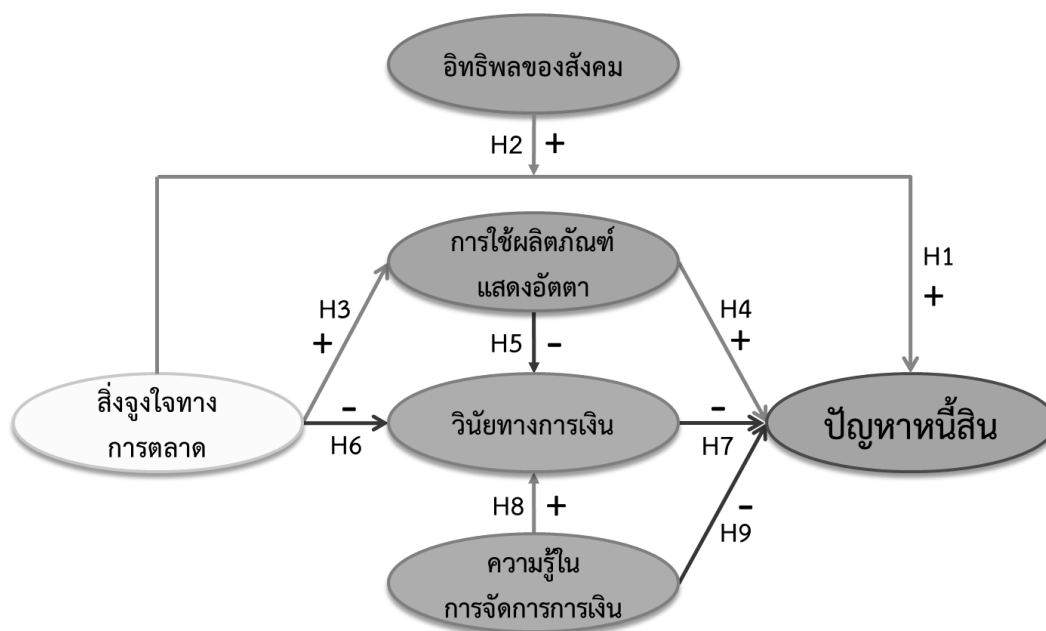 อิทธิพลของสังคม
H2 +
การใช้ผลิตภัณฑ์
แสดงอัตตา
H1
+
H3
+
H4
+
H5 -
สิ่งจูงใจทาง
การตลาด
-
H6
วินัยทางการเงิน
-
H7
ปัญหาหนี้สิน
H8 +
-
H9
ความรู้ใน
การจัดการการเงิน